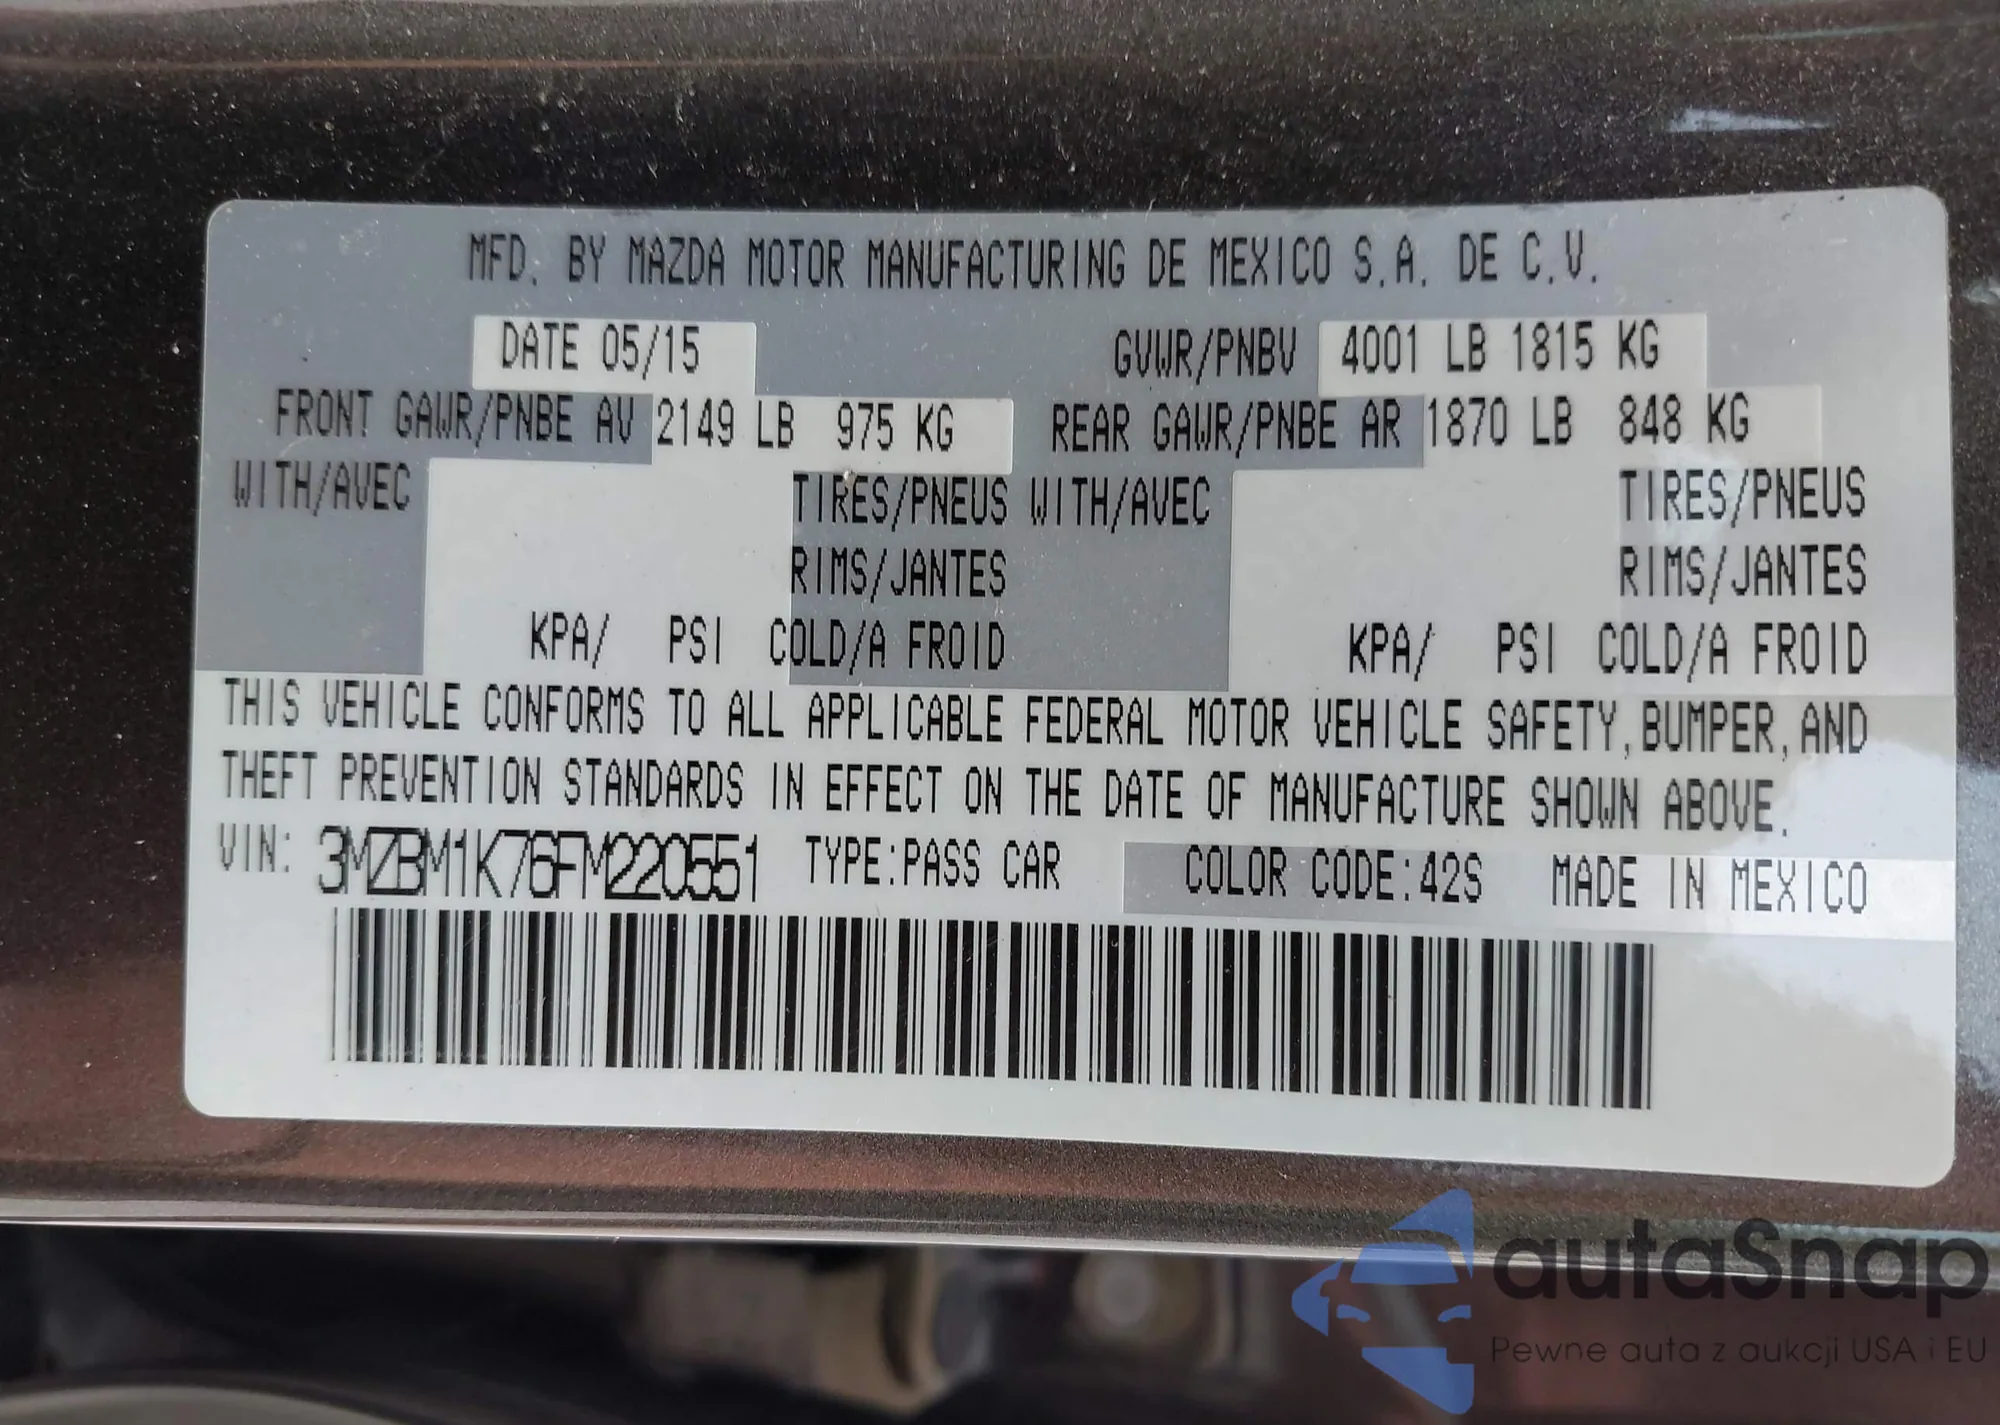 MFD. BY MAZDA MOTOR MANUFACTURING DE MEXICO S.A. DE C.V.
DATE 05/15 GVWR/PNBV 4001 LB 1815 KG
FRONT GAWR/PNBE AV 2149 LB 975 KG REAR GAWR/PNBE AR 1870 LB 848 KG
WITH/AVEC TIRES/PNEUS WITH/AVEC TIRES/PNEUS
RIMS/JANTES RIMS/JANTES
KPA/ PSI COLD/A FROID KPA/ PSI COLD/A FROID
THIS VEHICLE CONFORMS TO ALL APPLICABLE FEDERAL MOTOR VEHICLE SAFETY, BUMPER, AND
THEFT PREVENTION STANDARDS IN EFFECT ON THE DATE OF MANUFACTURE SHOWN ABOVE.
VIN: 3MZBM1K76FM220551 TYPE:PASS CAR COLOR CODE:42S MADE IN MEXICO
autaSnap
Pewne auta z aukcji USA i EU